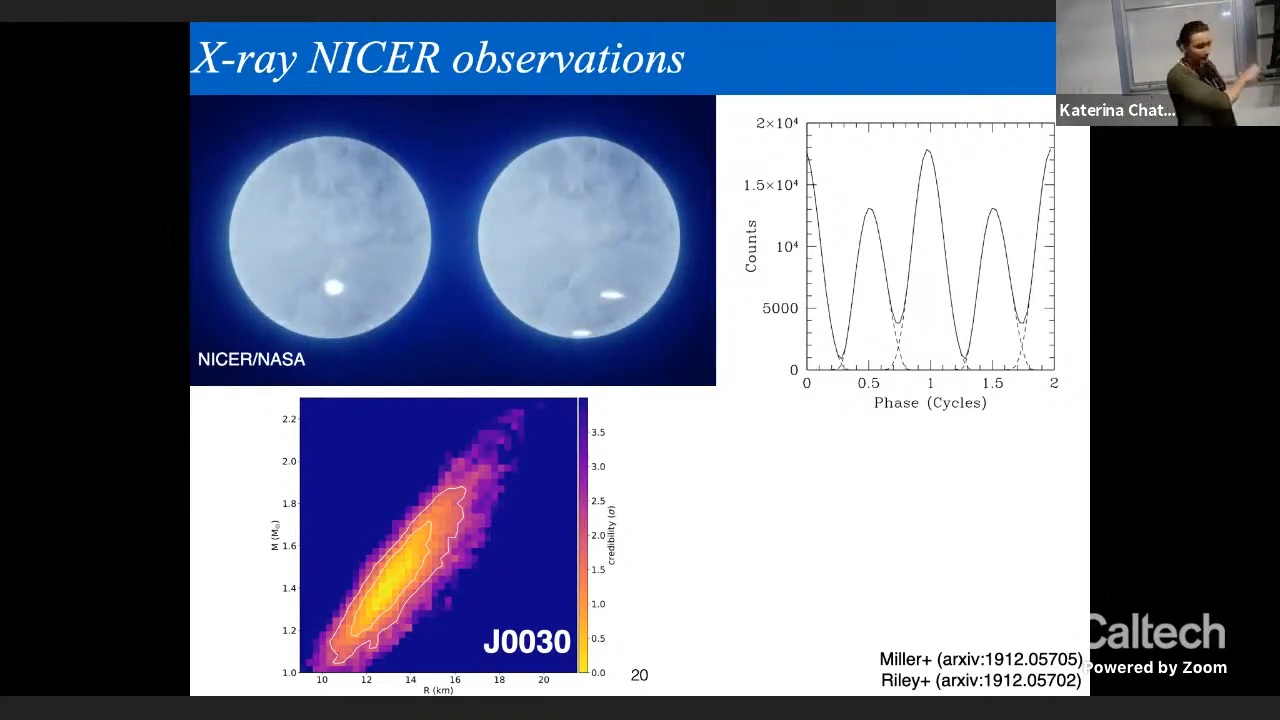 X-ray NICER observations
Katerina Chat...
NICER/NASA
2×10⁴
1.5×10⁴
10⁴
5000
0
Counts
0 0.5 1 1.5 2
Phase (Cycles)
2.2
2.0
1.8
1.6
1.4
1.2
1.0
M (M⊙)
10 12 14 16 18 20
R (km)
J0030
3.5
3.0
2.5
2.0
1.5
1.0
0.5
0.0
credibility (σ)
20
Miller+ (arxiv:1912.05705)
Riley+ (arxiv:1912.05702)
Caltech
Powered by Zoom